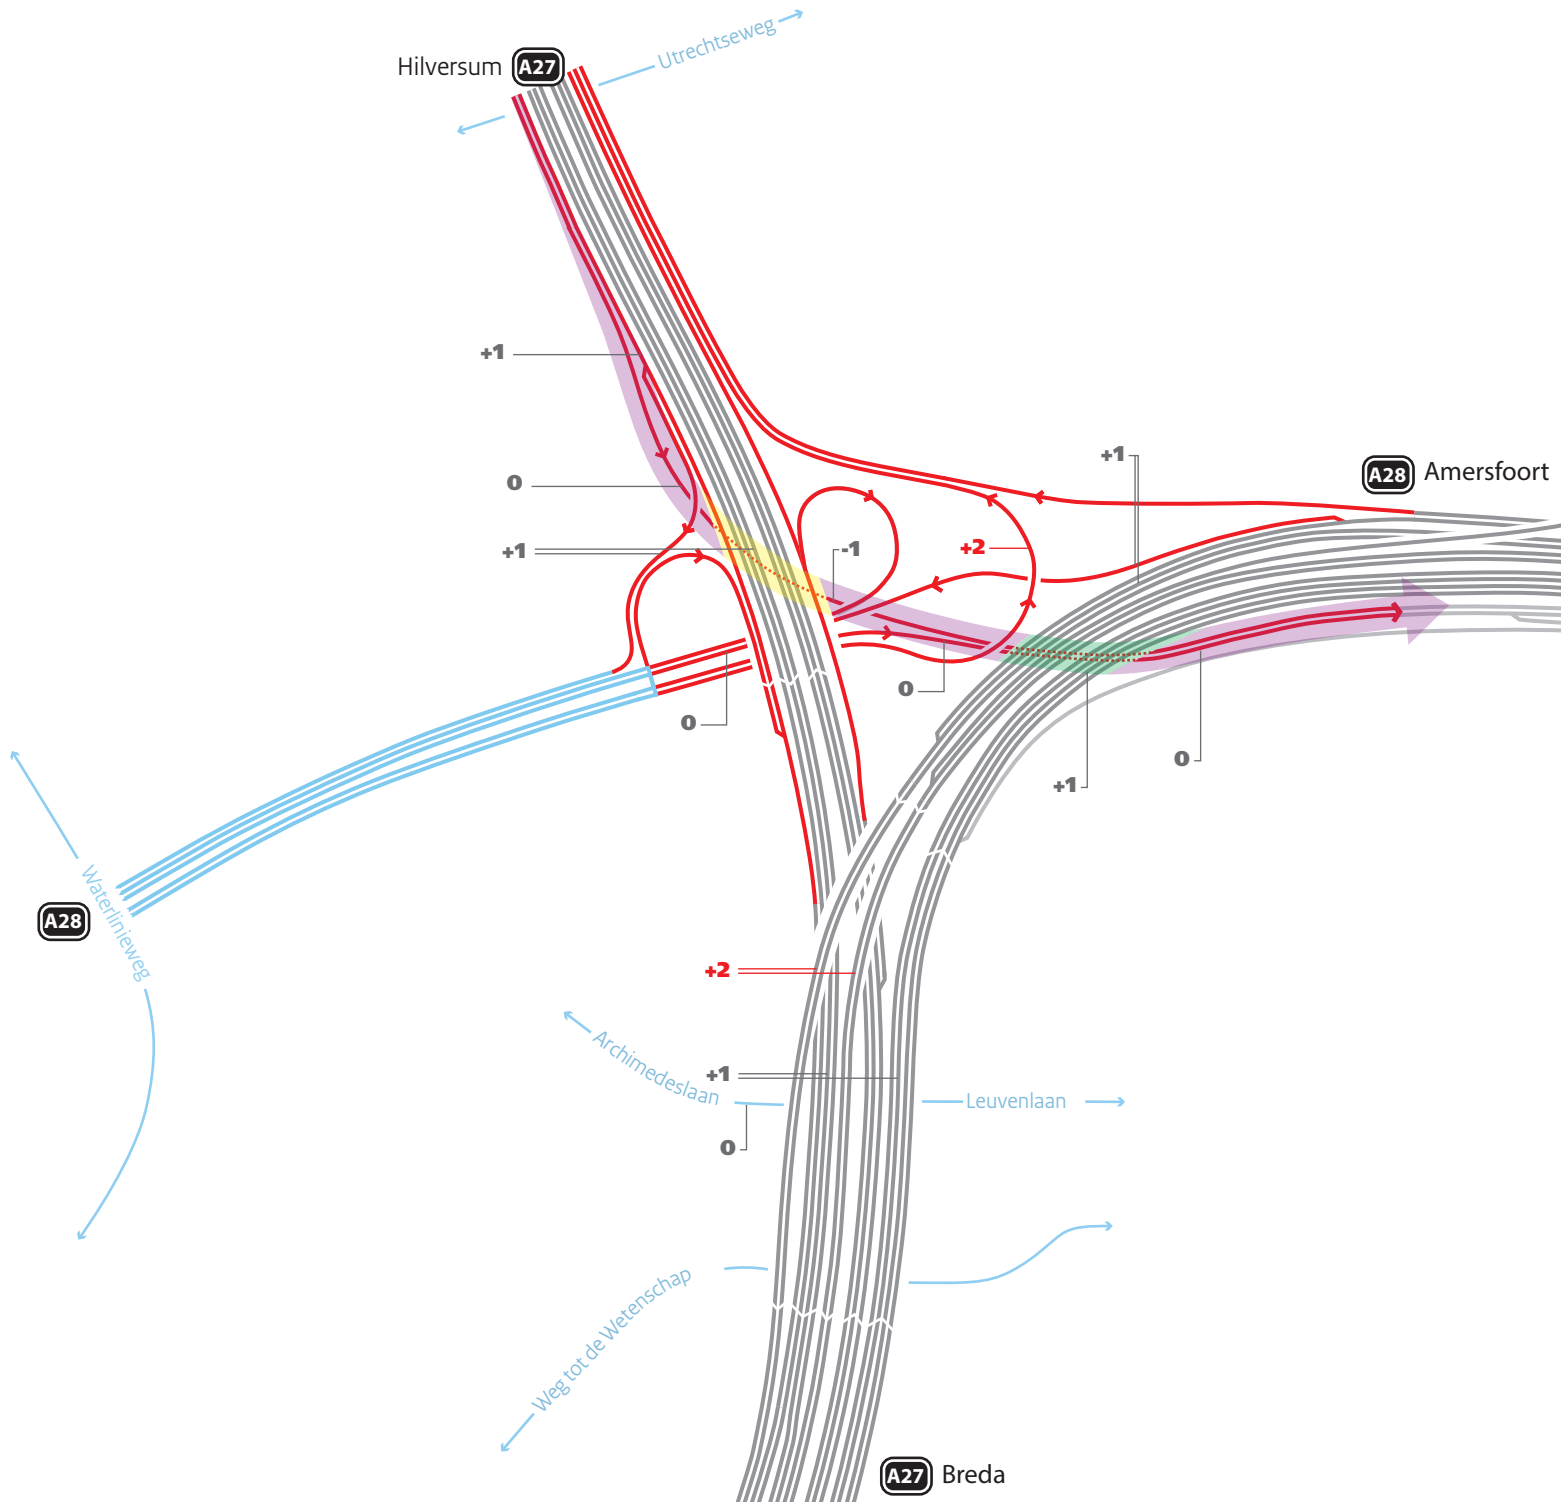 Utrechtseweg
Hilversum A27
+1
0
+1
-1
+2
+1
A28 Amersfoort
0
0
0
+1
Waterlinieweg
A28
+2
Archimedeslaan
+1
Leuvenlaan
0
Weg tot de Wetenschap
A27 Breda